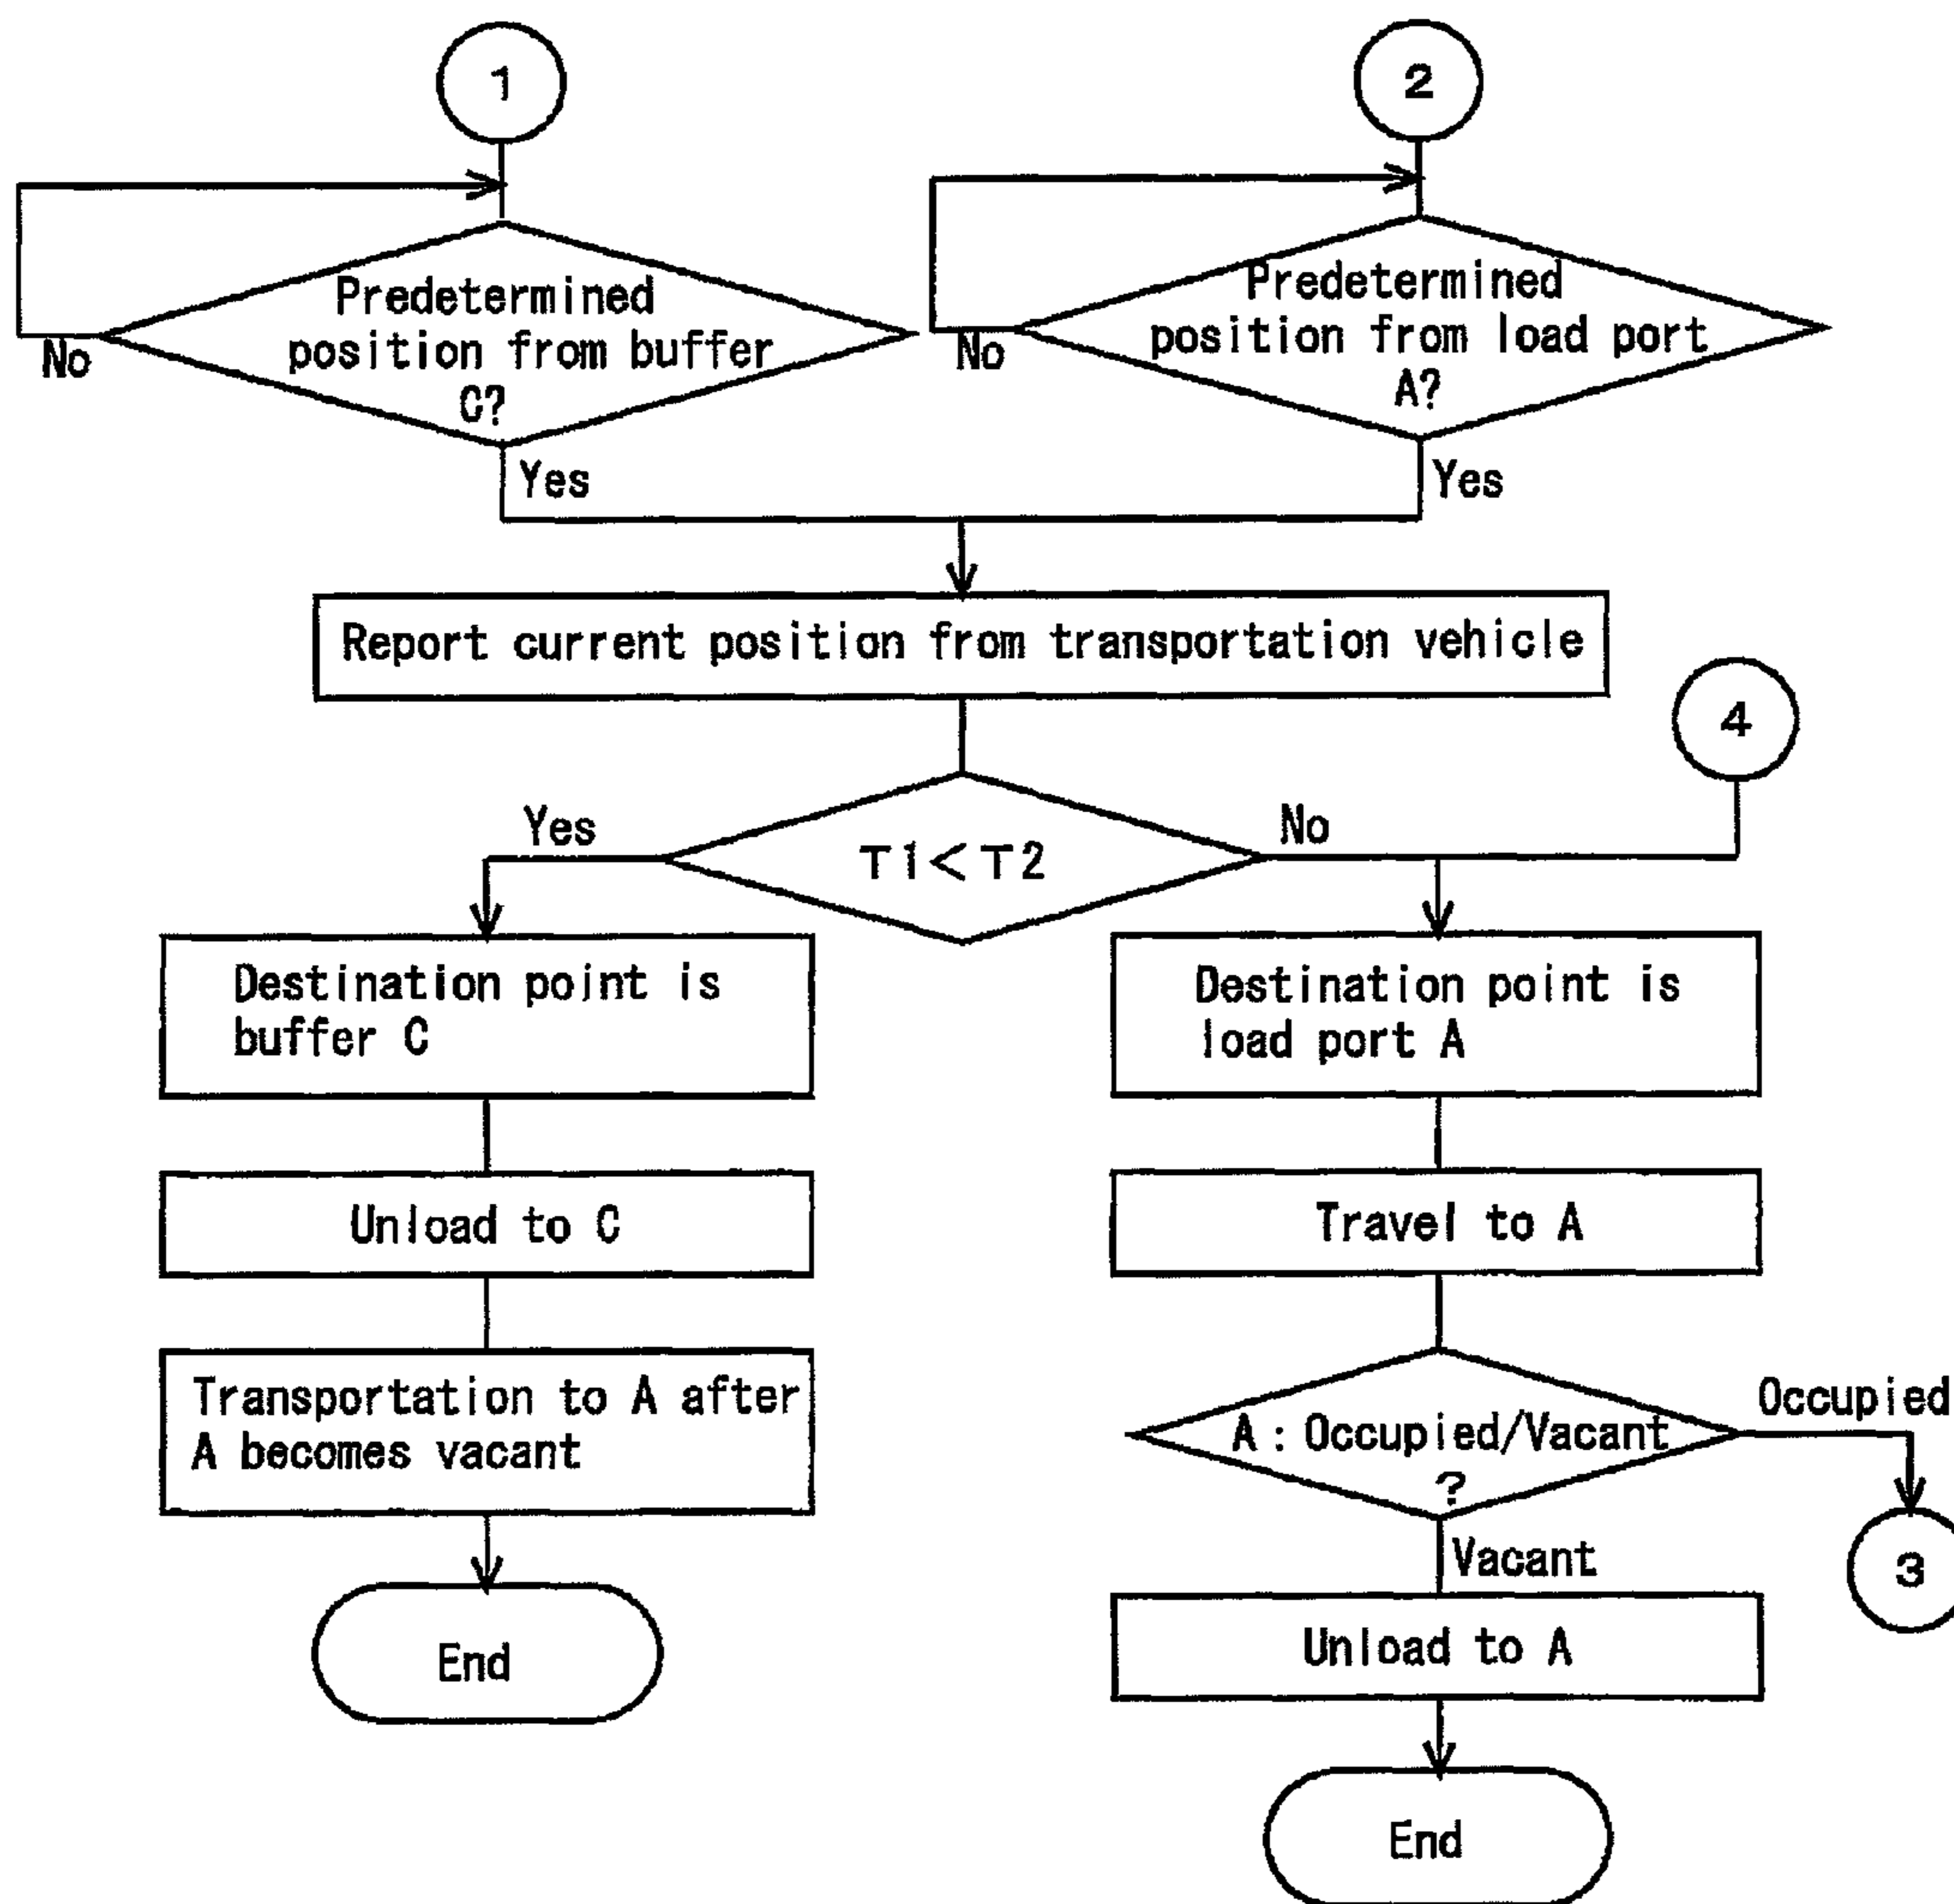 1
2
Predetermined
position from buffer
C?
No
Yes
Predetermined
position from load port
A?
No
Yes
Report current position from transportation vehicle
4
Yes
T1<T2
No
Destination point is
buffer C
Destination point is
load port A
Unload to C
Travel to A
Transportation to A after
A becomes vacant
A:Occupied/Vacant
?
Occupied
3
Vacant
End
Unload to A
End